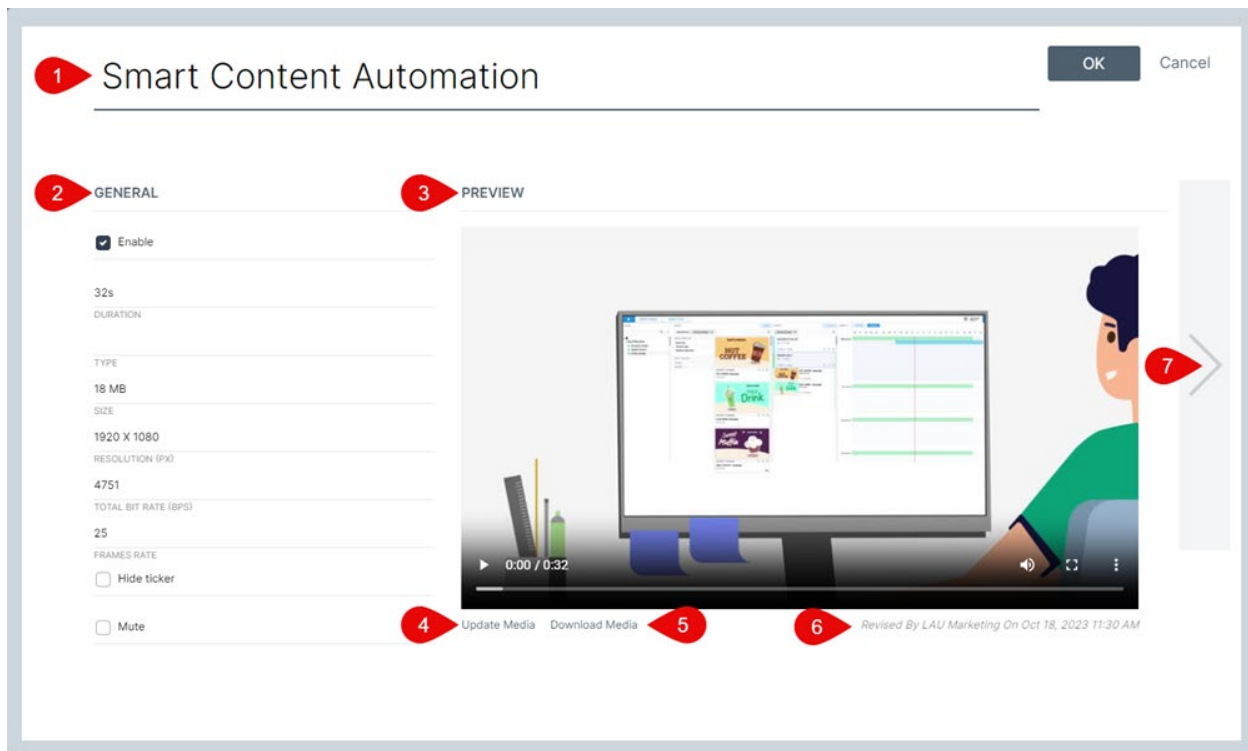 1 Smart Content Automation
OK Cancel
2 GENERAL
3 PREVIEW
Enable
32s
DURATION
TYPE
18 MB
SIZE
1920 X 1080
RESOLUTION (PX)
4751
TOTAL BIT RATE (BPS)
25
FRAMES RATE
Hide ticker
Mute
HOT
COFFEE
Drink
Sweet
Muffin
7
0:00 / 0:32
4 Update Media Download Media 5
6 Revised By LAU Marketing On Oct 18, 2023 11:30 AM